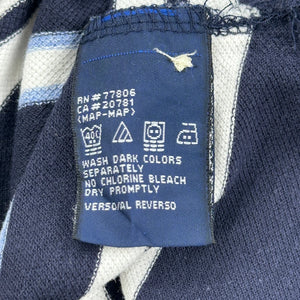 RN #77806
CA #20781
(MAP-MAP)
40
WASH DARK COLORS
SEPARATELY
NO CHLORINE BLEACH
DRY PROMPTLY
VERSO/AL REVERSO